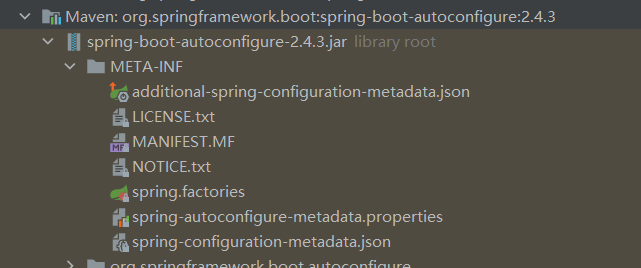 Maven: org.springframework.boot:spring-boot-autoconfigure:2.4.3
spring-boot-autoconfigure-2.4.3.jar library root
META-INF
additional-spring-configuration-metadata.json
LICENSE.txt
MANIFEST.MF
NOTICE.txt
spring.factories
spring-autoconfigure-metadata.properties
spring-configuration-metadata.json
org.springframework.boot.autoconfigure